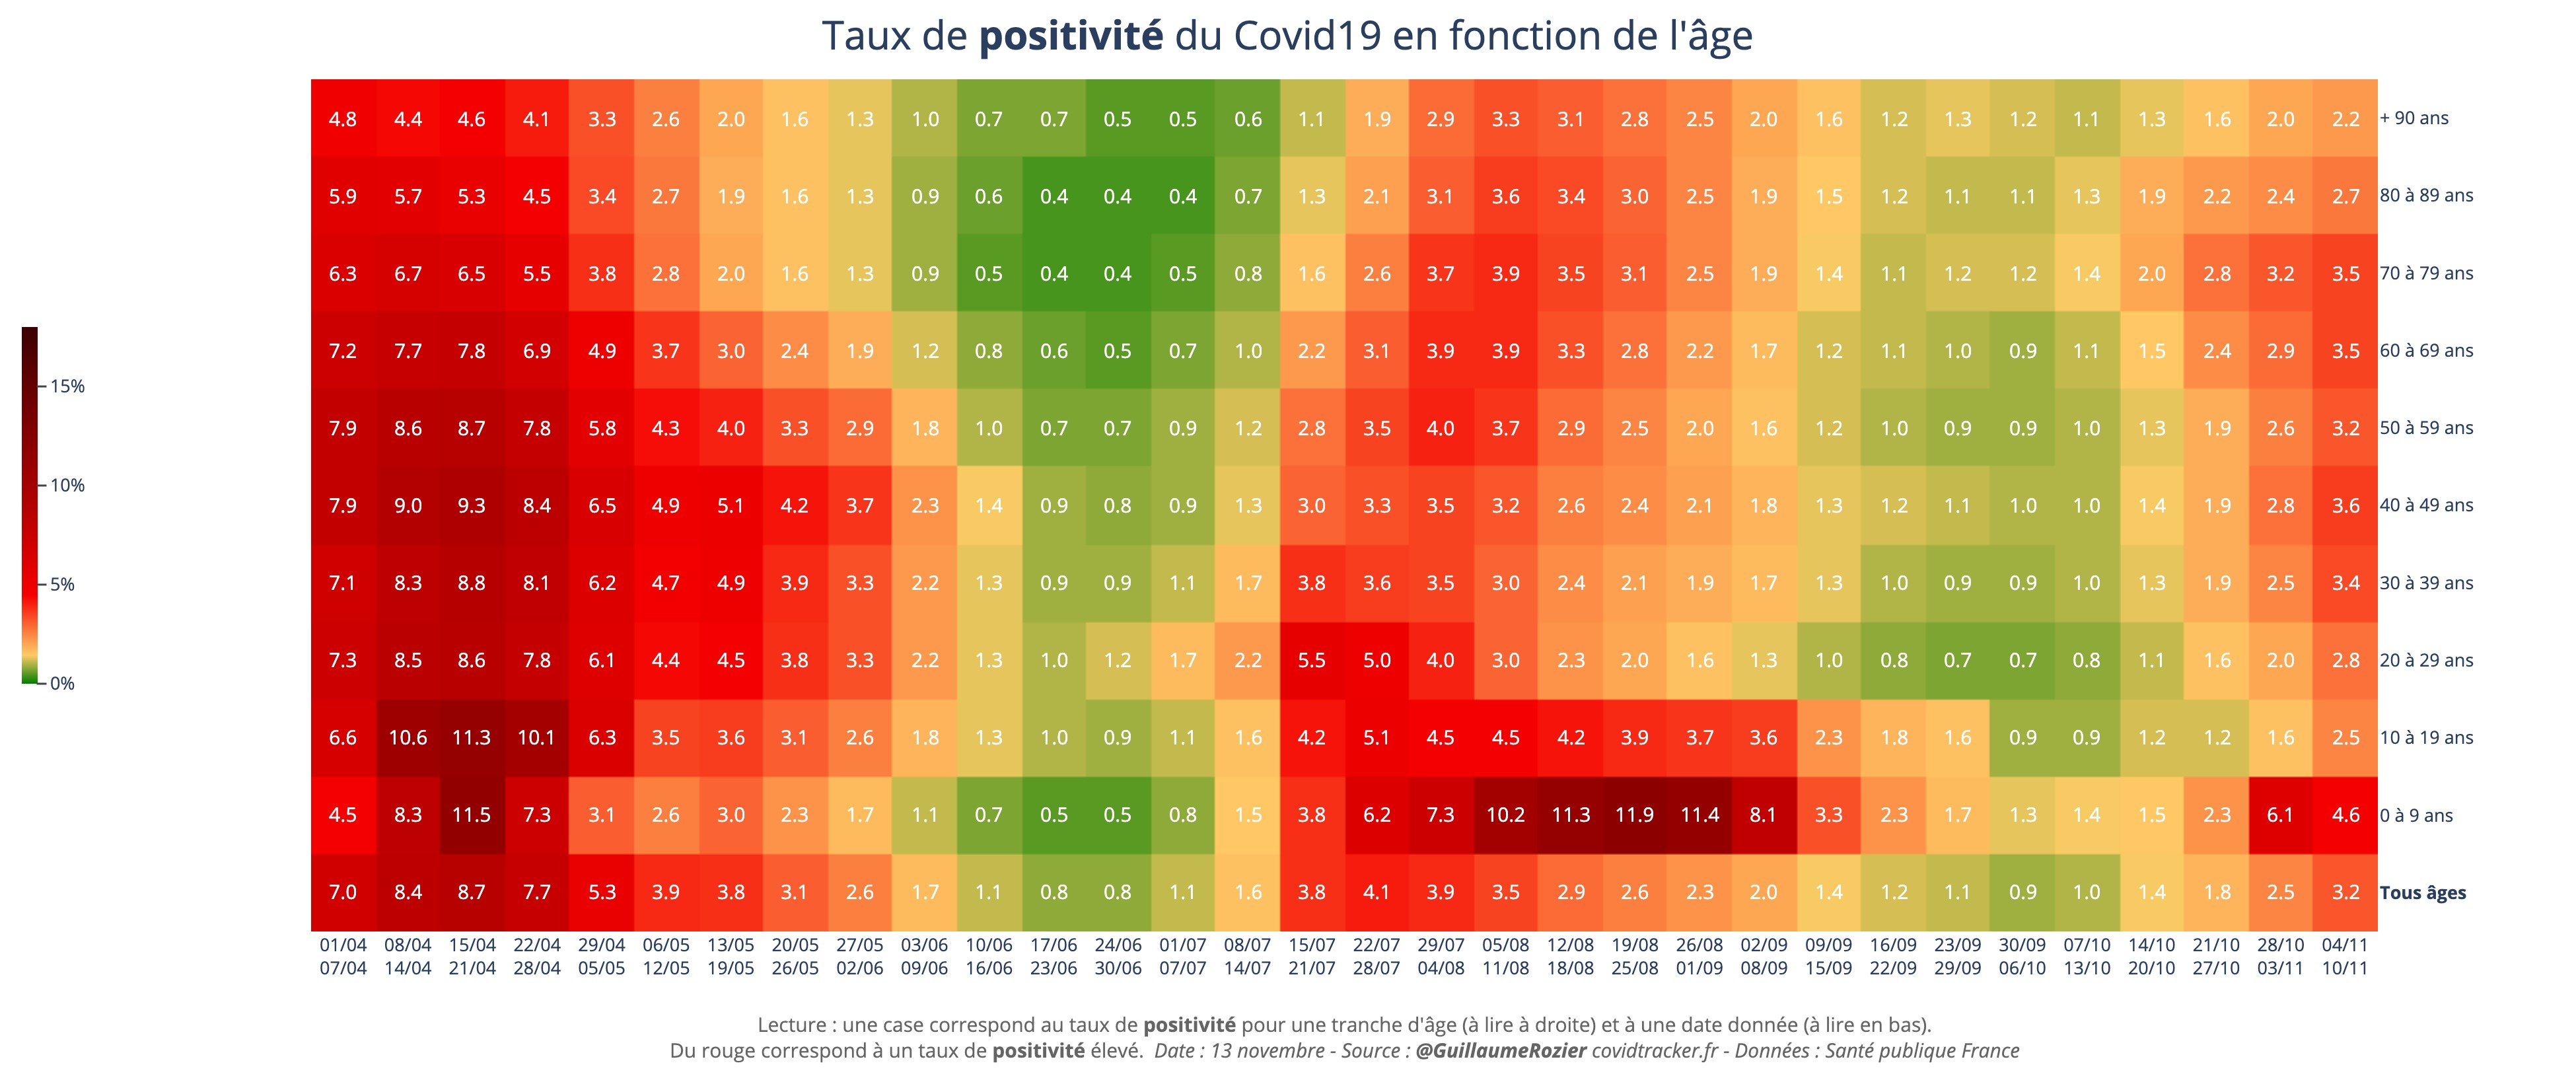 Taux de positivité du Covid19 en fonction de l'âge
4.8 4.4 4.6 4.1 3.3 2.6 2.0 1.6 1.3 1.0 0.7 0.7 0.5 0.5 0.6 1.1 1.9 2.9 3.3 3.1 2.8 2.5 2.0 1.6 1.2 1.3 1.2 1.1 1.3 1.6 2.0 2.2 + 90 ans
5.9 5.7 5.3 4.5 3.4 2.7 1.9 1.6 1.3 0.9 0.6 0.4 0.4 0.4 0.7 1.3 2.1 3.1 3.6 3.4 3.0 2.5 1.9 1.5 1.2 1.1 1.1 1.3 1.9 2.2 2.4 2.7 80 à 89 ans
6.3 6.7 6.5 5.5 3.8 2.8 2.0 1.6 1.3 0.9 0.5 0.4 0.4 0.5 0.8 1.6 2.6 3.7 3.9 3.5 3.1 2.5 1.9 1.4 1.1 1.2 1.2 1.4 2.0 2.8 3.2 3.5 70 à 79 ans
7.2 7.7 7.8 6.9 4.9 3.7 3.0 2.4 1.9 1.2 0.8 0.6 0.5 0.7 1.0 2.2 3.1 3.9 3.9 3.3 2.8 2.2 1.7 1.2 1.1 1.0 0.9 1.1 1.5 2.4 2.9 3.5 60 à 69 ans
15%
7.9 8.6 8.7 7.8 5.8 4.3 4.0 3.3 2.9 1.8 1.0 0.7 0.7 0.9 1.2 2.8 3.5 4.0 3.7 2.9 2.5 2.0 1.6 1.2 1.0 0.9 0.9 1.0 1.3 1.9 2.6 3.2 50 à 59 ans
10%
7.9 9.0 9.3 8.4 6.5 4.9 5.1 4.2 3.7 2.3 1.4 0.9 0.8 0.9 1.3 3.0 3.3 3.5 3.2 2.6 2.4 2.1 1.8 1.3 1.2 1.1 1.0 1.0 1.4 1.9 2.8 3.6 40 à 49 ans
5%
7.1 8.3 8.8 8.1 6.2 4.7 4.9 3.9 3.3 2.2 1.3 0.9 0.9 1.1 1.7 3.8 3.6 3.5 3.0 2.4 2.1 1.9 1.7 1.3 1.0 0.9 0.9 1.0 1.3 1.9 2.5 3.4 30 à 39 ans
7.3 8.5 8.6 7.8 6.1 4.4 4.5 3.8 3.3 2.2 1.3 1.0 1.2 1.7 2.2 5.5 5.0 4.0 3.0 2.3 2.0 1.6 1.3 1.0 0.8 0.7 0.7 0.8 1.1 1.6 2.0 2.8 20 à 29 ans
0%
6.6 10.6 11.3 10.1 6.3 3.5 3.6 3.1 2.6 1.8 1.3 1.0 0.9 1.1 1.6 4.2 5.1 4.5 4.5 4.2 3.9 3.7 3.6 2.3 1.8 1.6 0.9 0.9 1.2 1.2 1.6 2.5 10 à 19 ans
4.5 8.3 11.5 7.3 3.1 2.6 3.0 2.3 1.7 1.1 0.7 0.5 0.5 0.8 1.5 3.8 6.2 7.3 10.2 11.3 11.9 11.4 8.1 3.3 2.3 1.7 1.3 1.4 1.5 2.3 6.1 4.6 0 à 9 ans
7.0 8.4 8.7 7.7 5.3 3.9 3.8 3.1 2.6 1.7 1.1 0.8 0.8 1.1 1.6 3.8 4.1 3.9 3.5 2.9 2.6 2.3 2.0 1.4 1.2 1.1 0.9 1.0 1.4 1.8 2.5 3.2 Tous âges
01/04 08/04 15/04 22/04 29/04 06/05 13/05 20/05 27/05 03/06 10/06 17/06 24/06 01/07 08/07 15/07 22/07 29/07 05/08 12/08 19/08 26/08 02/09 09/09 16/09 23/09 30/09 07/10 14/10 21/10 28/10 04/11
07/04 14/04 21/04 28/04 05/05 12/05 19/05 26/05 02/06 09/06 16/06 23/06 30/06 07/07 14/07 21/07 28/07 04/08 11/08 18/08 25/08 01/09 08/09 15/09 22/09 29/09 06/10 13/10 20/10 27/10 03/11 10/11
Lecture : une case correspond au taux de positivité pour une tranche d'âge (à lire à droite) et à une date donnée (à lire en bas).
Du rouge correspond à un taux de positivité élevé. Date : 13 novembre - Source : @GuillaumeRozier covidtracker.fr - Données : Santé publique France